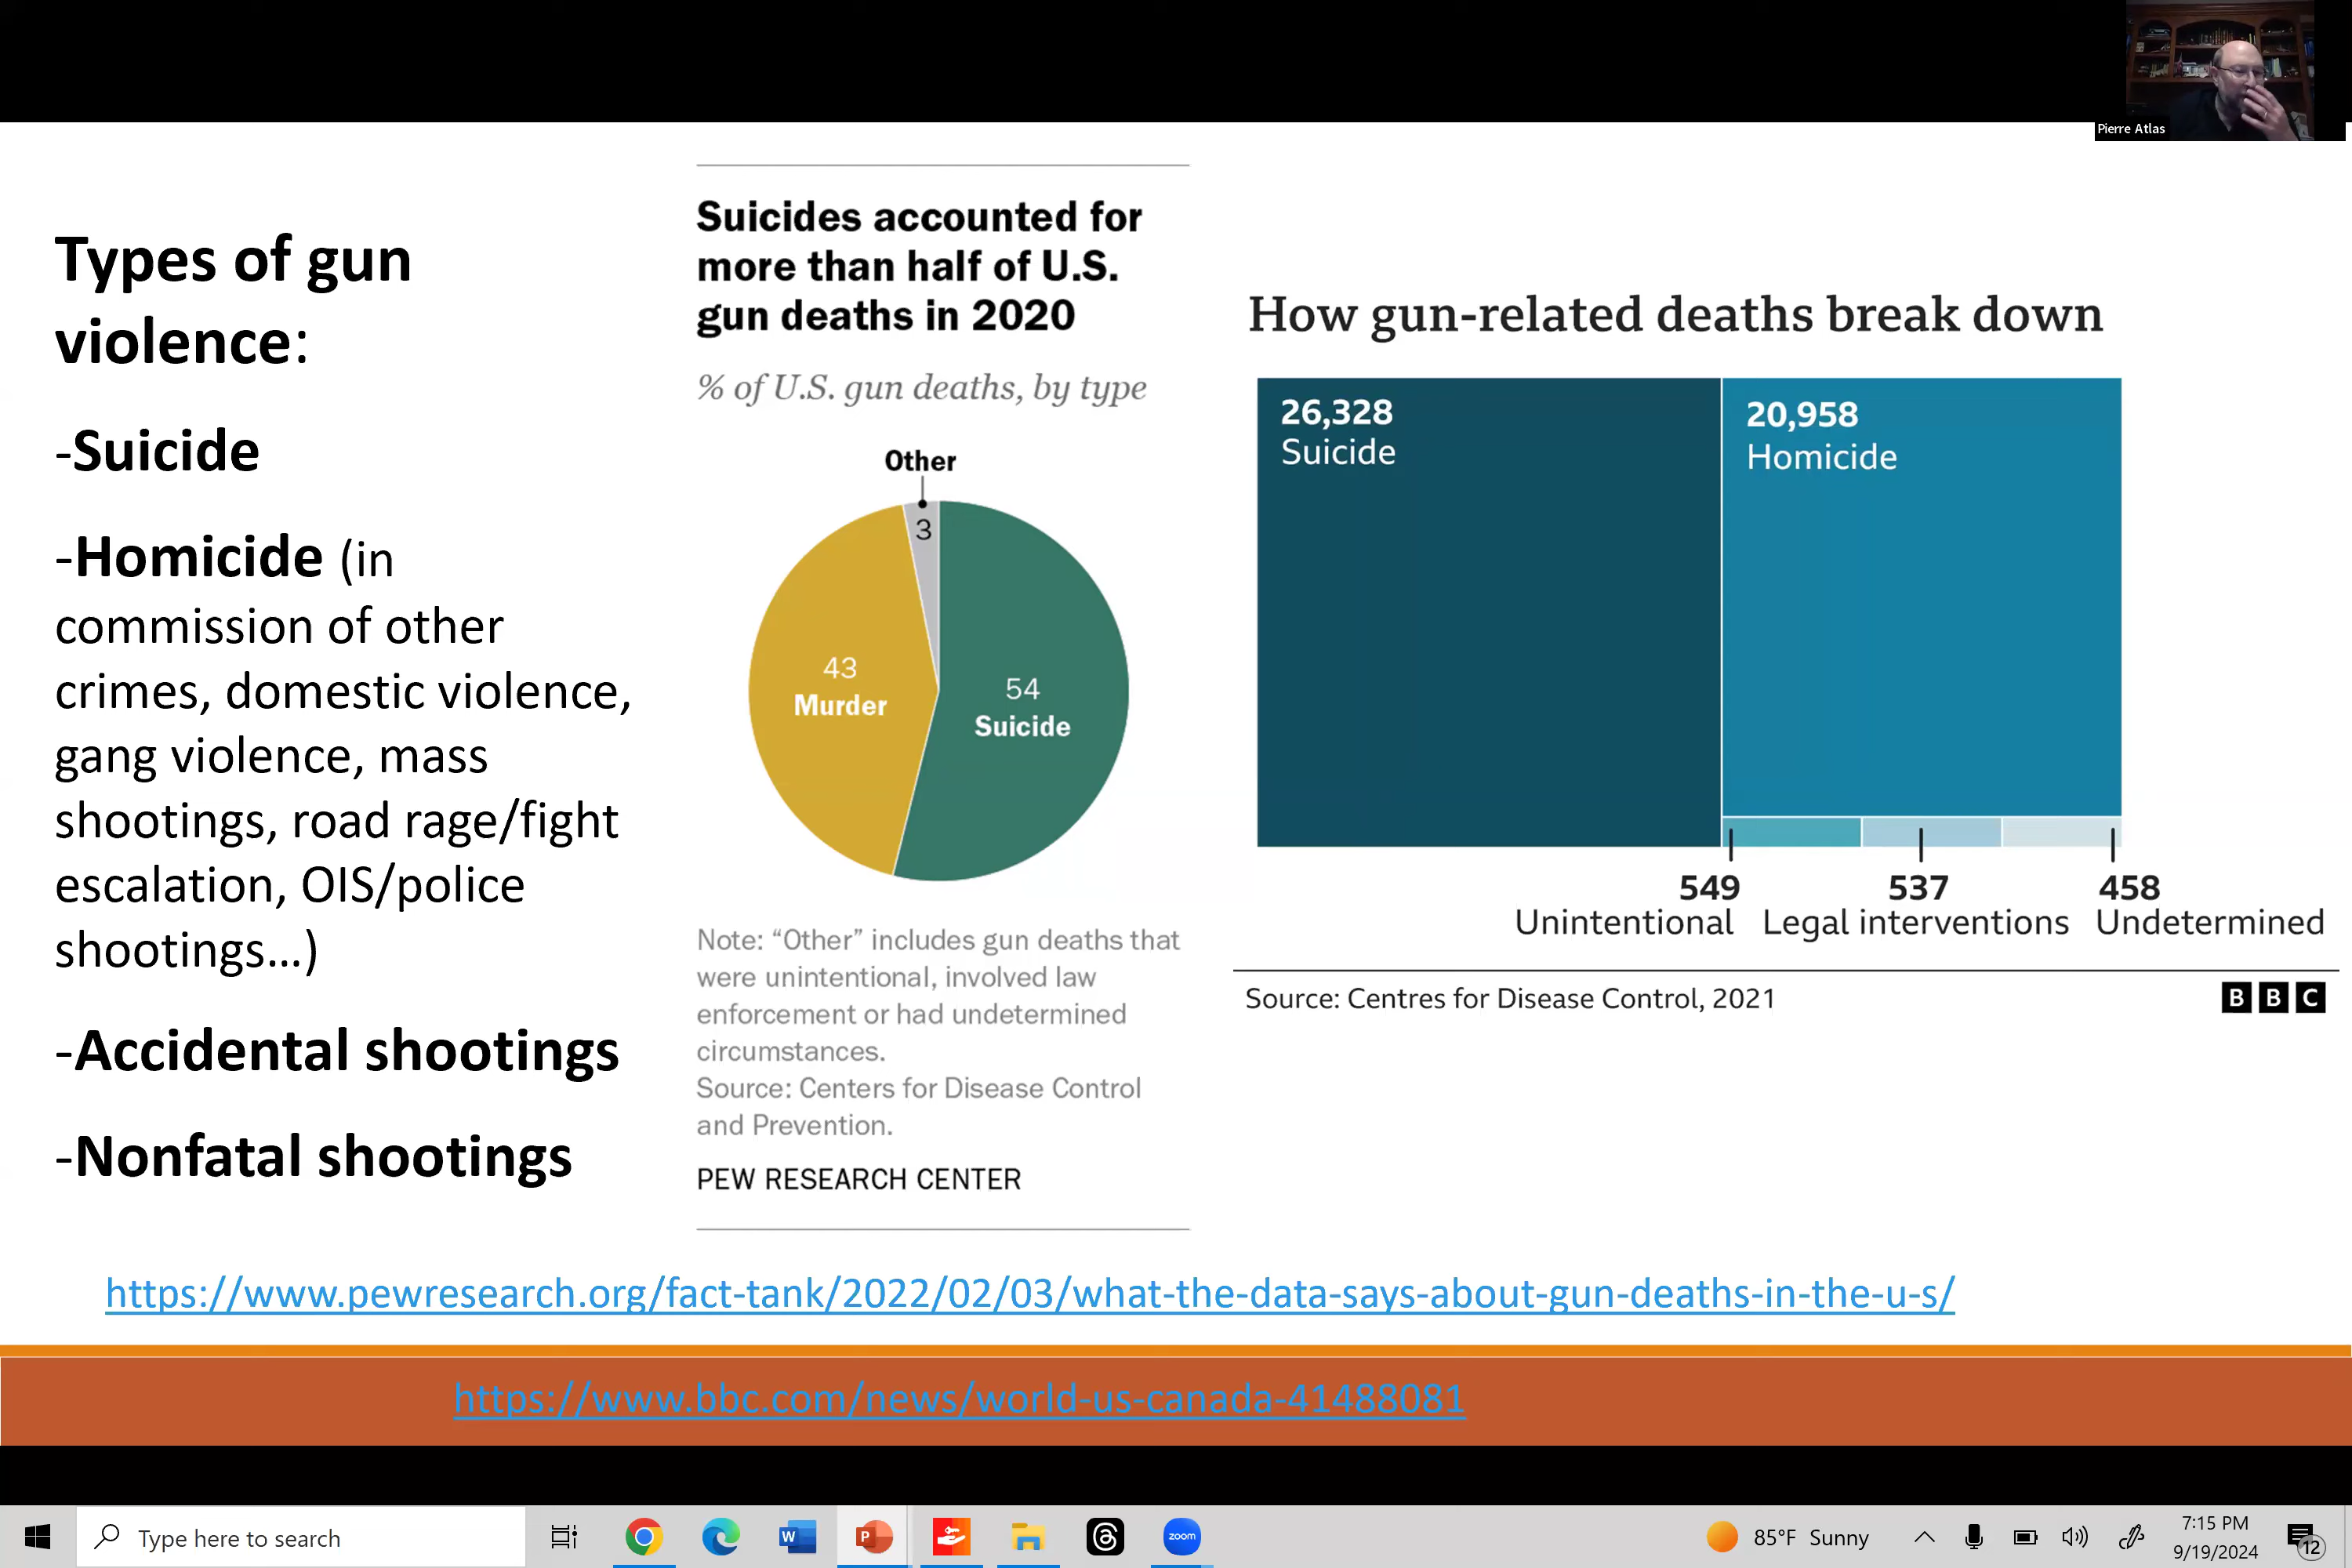 Pierre Atlas
Types of gun
violence:
-Suicide
-Homicide (in
commission of other
crimes, domestic violence,
gang violence, mass
shootings, road rage/fight
escalation, OIS/police
shootings...)
-Accidental shootings
-Nonfatal shootings
Suicides accounted for
more than half of U.S.
gun deaths in 2020
% of U.S. gun deaths, by type
Other
3
43
Murder
54
Suicide
Note: “Other” includes gun deaths that
were unintentional, involved law
enforcement or had undetermined
circumstances.
Source: Centers for Disease Control
and Prevention.
PEW RESEARCH CENTER
How gun-related deaths break down
26,328
Suicide
20,958
Homicide
549
Unintentional
537
Legal interventions
458
Undetermined
Source: Centres for Disease Control, 2021
BBC
https://www.pewresearch.org/fact-tank/2022/02/03/what-the-data-says-about-gun-deaths-in-the-u-s/
https://www.bbc.com/news/world-us-canada-41488081
Type here to search
W
P
zoom
85°F Sunny
7:15 PM
9/19/2024
12